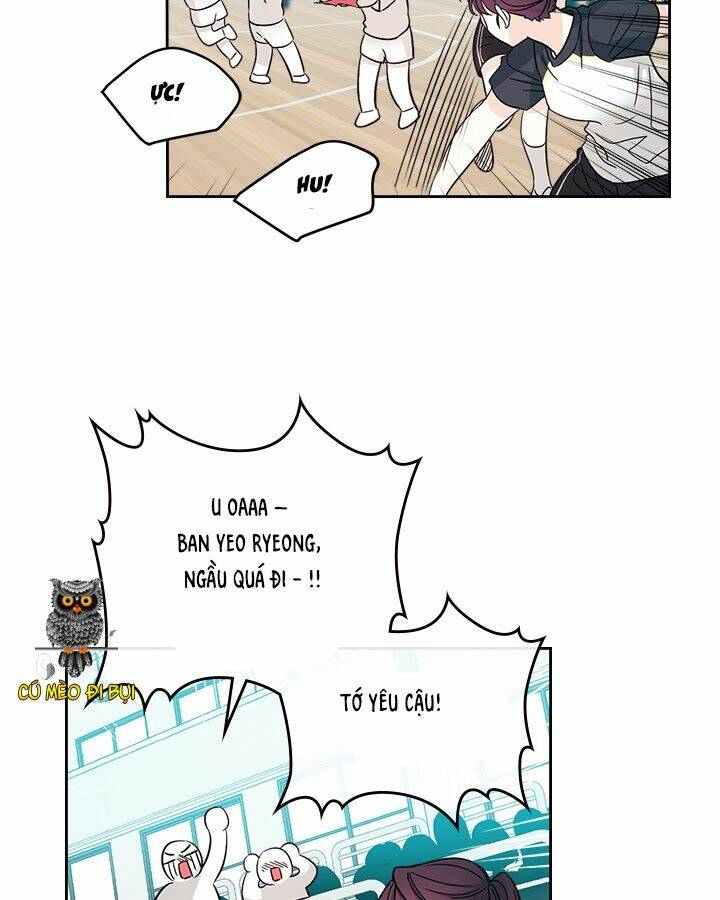 ỰC!
HU!
U OAAA –
BAN YEO RYEONG,
NGẦU QUÁ ĐI - !!
CÚ MÈO ĐI BỤI
TỚ YÊU CẬU!